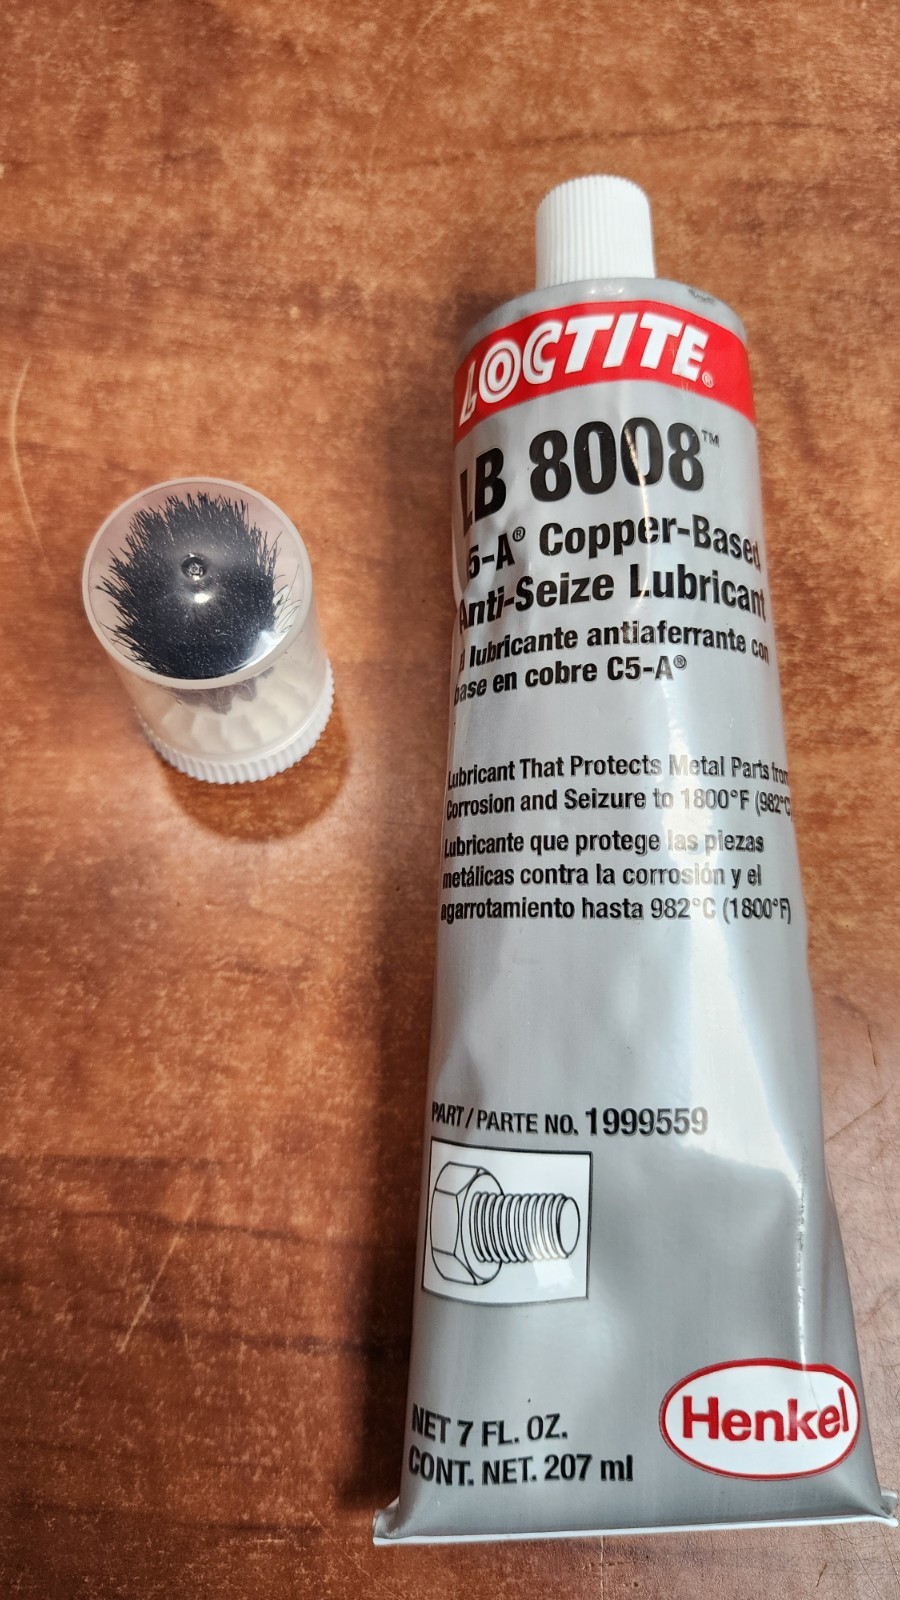 LOCTITE®
LB 8008™
5-A® Copper-Based
Anti-Seize Lubricant
lubricante antiaferrante con
base en cobre C5-A®
Lubricant That Protects Metal Parts from
Corrosion and Seizure to 1800°F (982°C
Lubricante que protege las piezas
metálicas contra la corrosión y el
agarrotamiento hasta 982°C (1800°F)
PART / PARTE NO. 1999559
NET 7 FL. OZ.
CONT. NET. 207 ml
Henkel